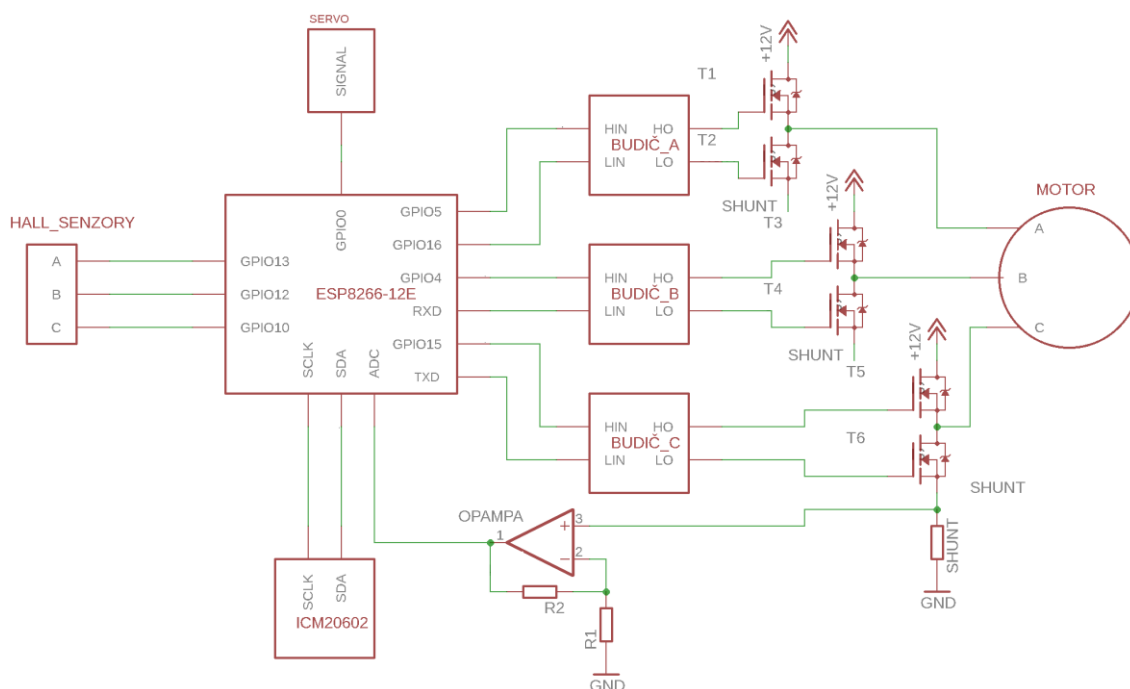 SERVO
SIGNAL
+12V
T1
HIN HO
T2
BUDIČ_A
LIN LO
+12V
SHUNT
T3
MOTOR
A
B
C
HALL_SENZORY
A
B
C
GPIO0
GPIO5
GPIO16
GPIO13
GPIO4
ESP8266-12E
GPIO12
RXD
GPIO10
GPIO15
TXD
SCLK
SDA
ADC
HIN HO
T4
BUDIČ_B
LIN LO
+12V
SHUNT
T5
HIN HO
T6
BUDIČ_C
LIN LO
SHUNT
SHUNT
GND
OPAMPA
1
3
+
2
−
R2
R1
GND
SCLK
SDA
ICM20602